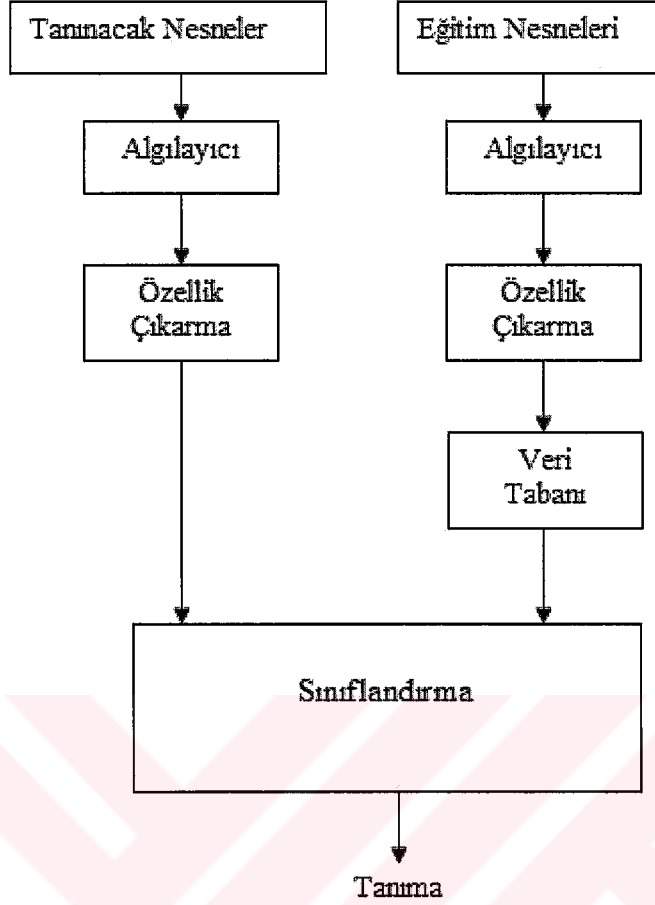 Tanınacak Nesneler
Eğitim Nesneleri
Algılayıcı
Algılayıcı
Özellik
Çıkarma
Özellik
Çıkarma
Veri
Tabanı
Sınıflandırma
Tanıma